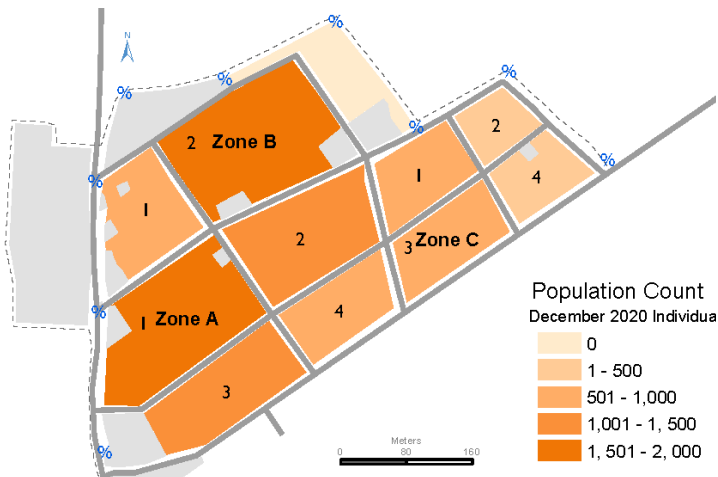 %
N
%
%
%
%
2
Zone B
2
%
%
%
I
I
4
2
3
Zone C
%
4
I
Zone A
3
%
Population Count
December 2020 Individua
0
1 - 500
501 - 1,000
1,001 - 1, 500
1, 501 - 2, 000
Meters
0 80 160